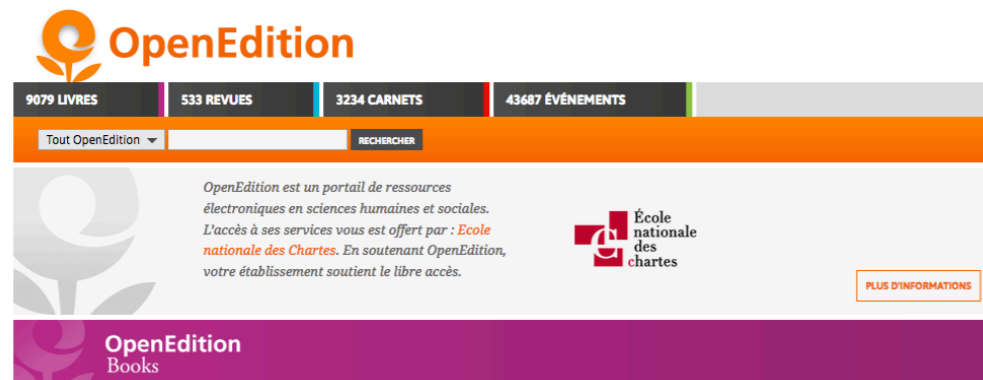 OpenEdition
9079 LIVRES
533 REVUES
3234 CARNETS
43687 ÉVÉNEMENTS
Tout OpenEdition
RECHERCHER
OpenEdition est un portail de ressources
électroniques en sciences humaines et sociales.
L'accès à ses services vous est offert par : Ecole
nationale des Chartes. En soutenant OpenEdition,
votre établissement soutient le libre accès.
École
nationale
des
chartes
PLUS D'INFORMATIONS
OpenEdition
Books